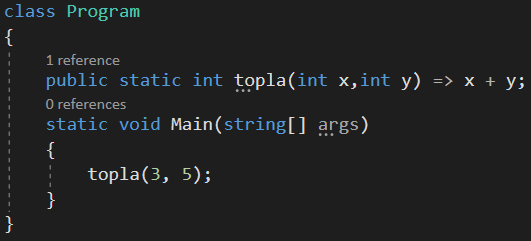 class Program
{
1 reference
public static int topla(int x,int y) => x + y;
0 references
static void Main(string[] args)
{
topla(3, 5);
}
}